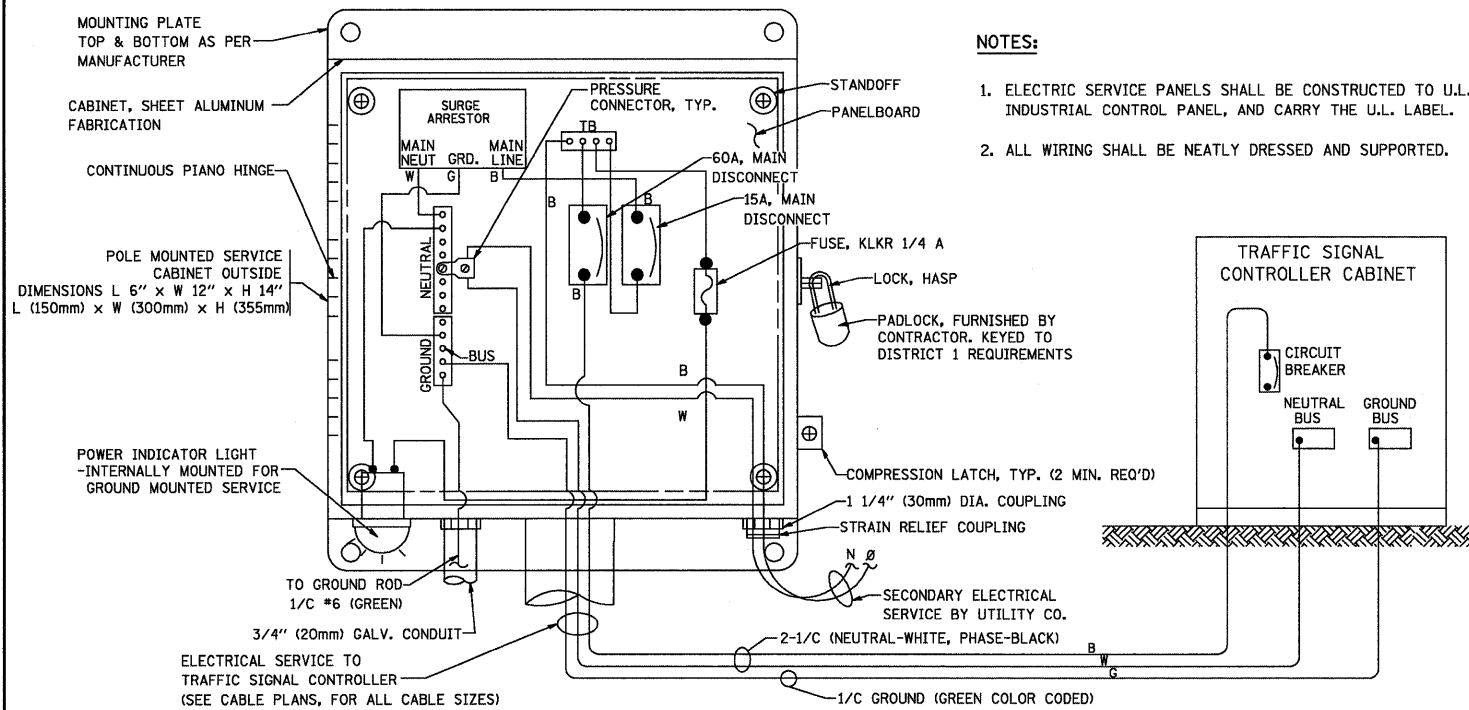 MOUNTING PLATE
TOP & BOTTOM AS PER
MANUFACTURER
CABINET, SHEET ALUMINUM
FABRICATION
CONTINUOUS PIANO HINGE
POLE MOUNTED SERVICE
CABINET OUTSIDE
DIMENSIONS L 6" x W 12" x H 14"
L (150mm) x W (300mm) x H (355mm)
POWER INDICATOR LIGHT
-INTERNALLY MOUNTED FOR
GROUND MOUNTED SERVICE
SURGE
ARRESTOR
MAIN
NEUT
GRD.
MAIN
LINE
W
G
B
PRESSURE
CONNECTOR, TYP.
TB
STANDOFF
PANELBOARD
60A, MAIN
DISCONNECT
B
B
15A, MAIN
DISCONNECT
NEUTRAL
B
FUSE, KLKR 1/4 A
LOCK, HASP
PADLOCK, FURNISHED BY
CONTRACTOR. KEYED TO
DISTRICT 1 REQUIREMENTS
GROUND
BUS
B
W
COMPRESSION LATCH, TYP. (2 MIN. REQ'D)
1 1/4" (30mm) DIA. COUPLING
STRAIN RELIEF COUPLING
N Ø
SECONDARY ELECTRICAL
SERVICE BY UTILITY CO.
TO GROUND ROD
1/C #6 (GREEN)
3/4" (20mm) GALV. CONDUIT
ELECTRICAL SERVICE TO
TRAFFIC SIGNAL CONTROLLER
(SEE CABLE PLANS, FOR ALL CABLE SIZES)
2-1/C (NEUTRAL-WHITE, PHASE-BLACK)
B
W
G
1/C GROUND (GREEN COLOR CODED)
NOTES:
1. ELECTRIC SERVICE PANELS SHALL BE CONSTRUCTED TO U.L.
INDUSTRIAL CONTROL PANEL, AND CARRY THE U.L. LABEL.
2. ALL WIRING SHALL BE NEATLY DRESSED AND SUPPORTED.
TRAFFIC SIGNAL
CONTROLLER CABINET
CIRCUIT
BREAKER
NEUTRAL
BUS
GROUND
BUS